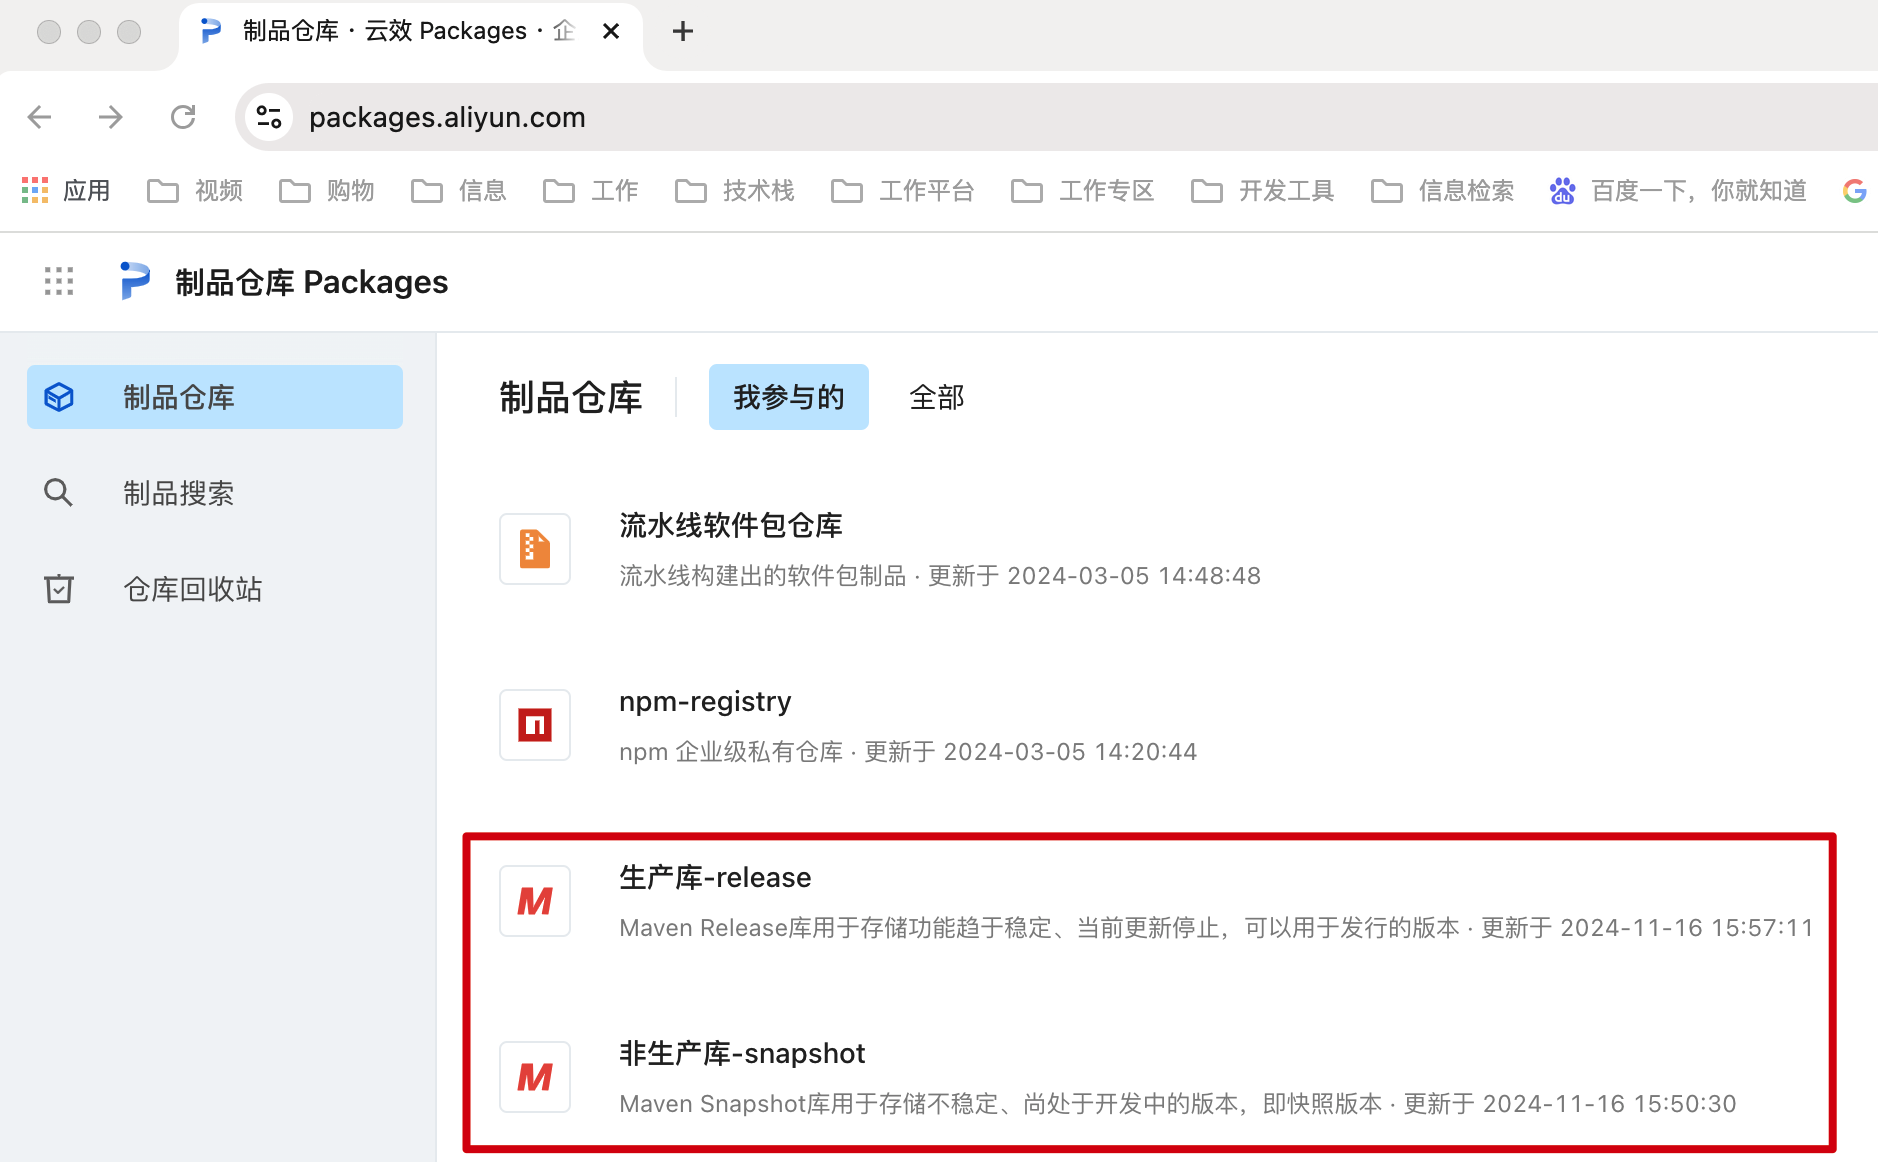 制品仓库 · 云效 Packages · 企
packages.aliyun.com
应用 视频 购物 信息 工作 技术栈 工作平台 工作专区 开发工具 信息检索 百度一下，你就知道
制品仓库 Packages
制品仓库
制品搜索
仓库回收站
制品仓库 我参与的 全部
流水线软件包仓库
流水线构建出的软件包制品 · 更新于 2024-03-05 14:48:48
npm-registry
npm 企业级私有仓库 · 更新于 2024-03-05 14:20:44
生产库-release
Maven Release库用于存储功能趋于稳定、当前更新停止，可以用于发行的版本 · 更新于 2024-11-16 15:57:11
非生产库-snapshot
Maven Snapshot库用于存储不稳定、尚处于开发中的版本，即快照版本 · 更新于 2024-11-16 15:50:30